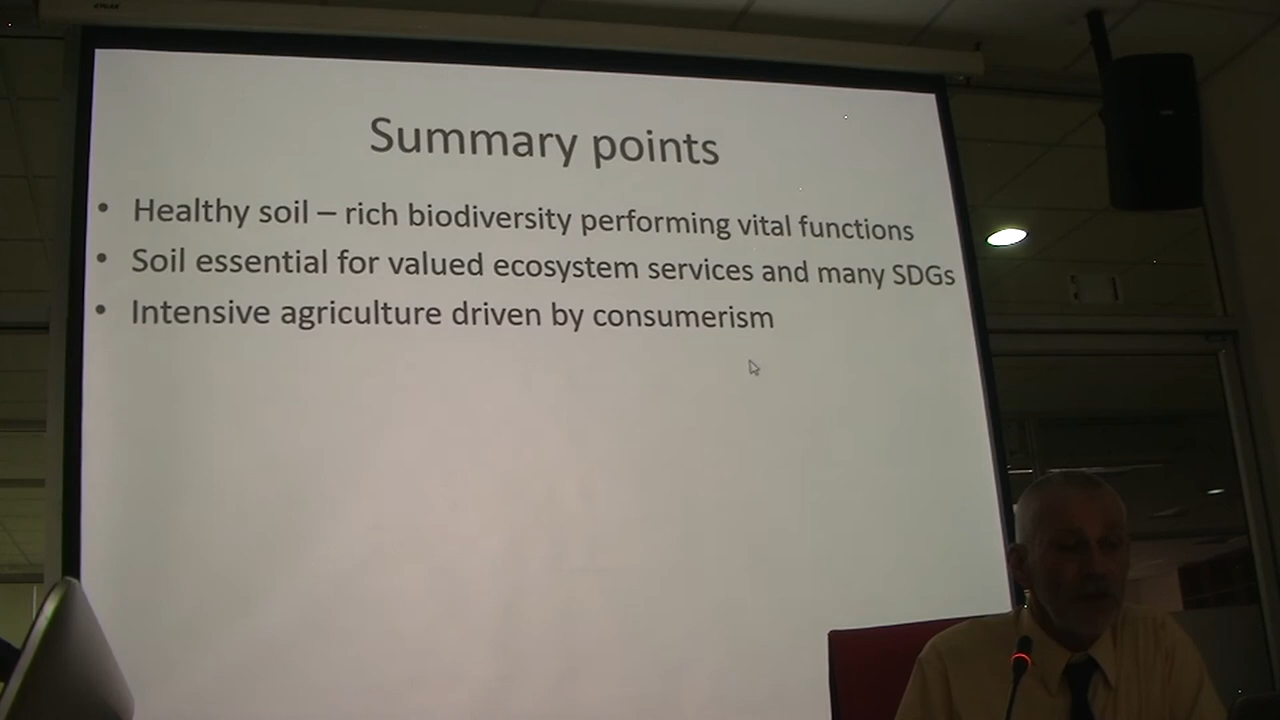 Summary points
• Healthy soil – rich biodiversity performing vital functions
• Soil essential for valued ecosystem services and many SDGs
• Intensive agriculture driven by consumerism